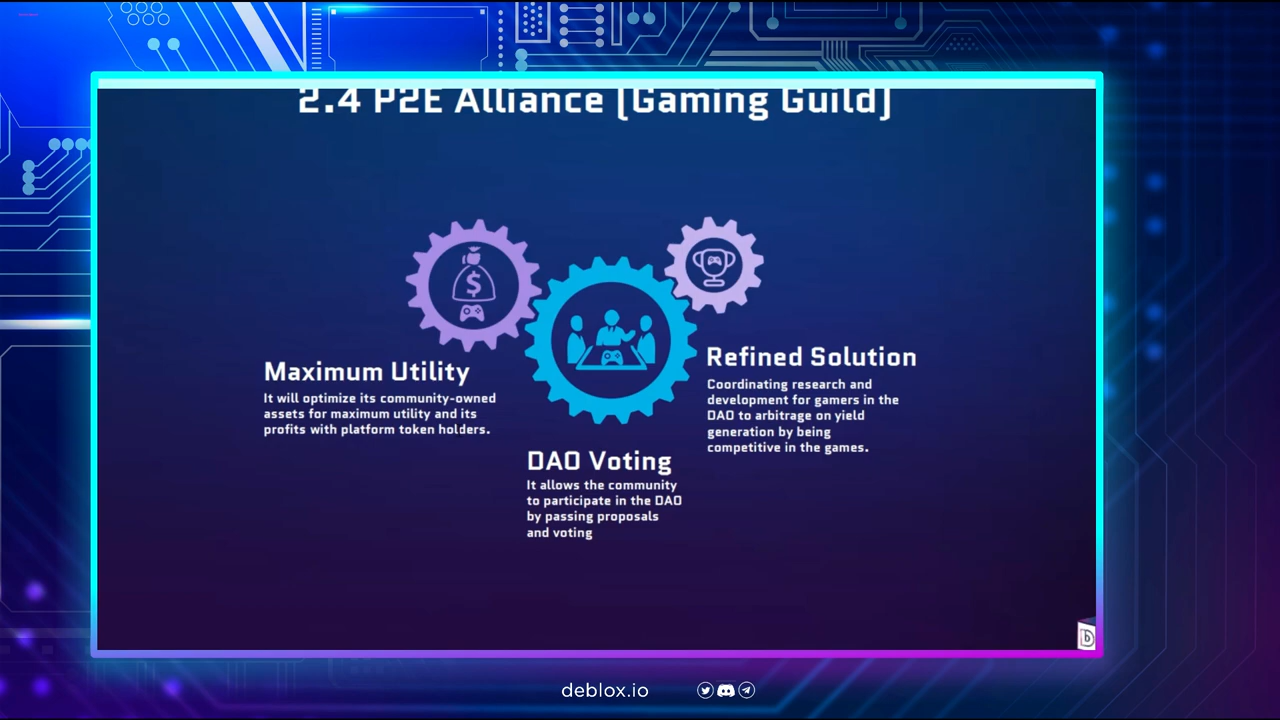 2.4 P2E Alliance (Gaming Guild)
Maximum Utility
It will optimize its community-owned
assets for maximum utility and its
profits with platform token holders.
DAO Voting
It allows the community
to participate in the DAO
by passing proposals
and voting
Refined Solution
Coordinating research and
development for gamers in the
DAO to arbitrage on yield
generation by being
competitive in the games.
deblox.io